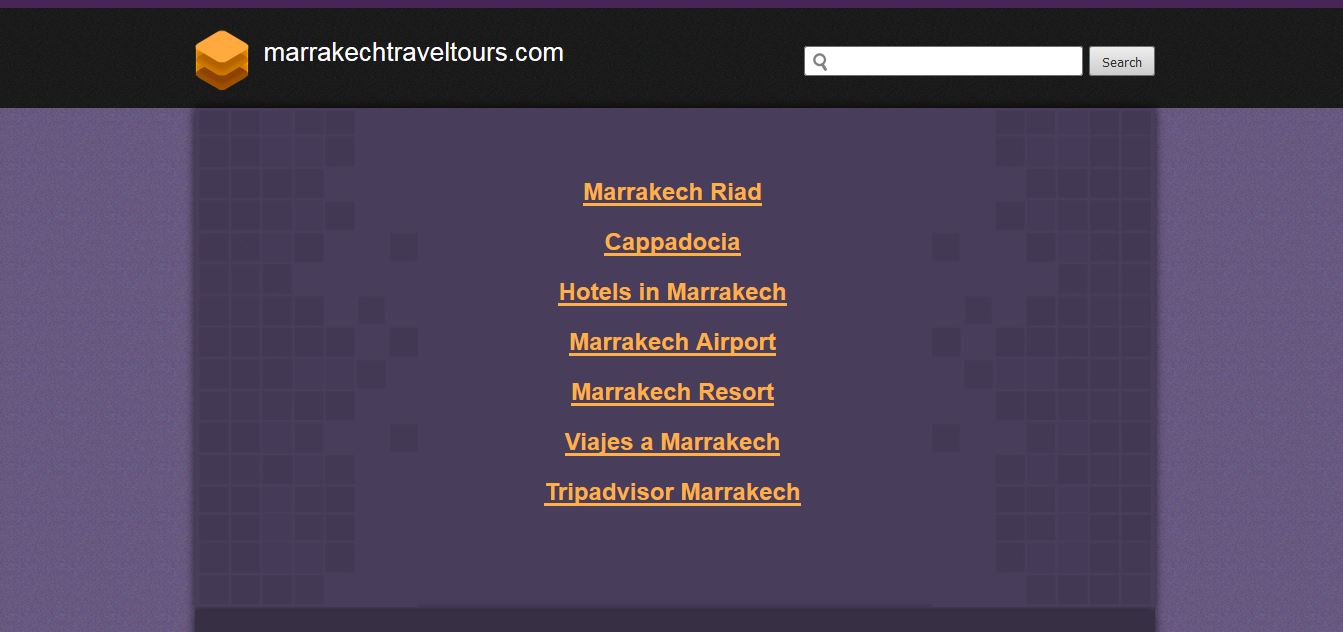 marrakechtraveltours.com
Search
Marrakech Riad
Cappadocia
Hotels in Marrakech
Marrakech Airport
Marrakech Resort
Viajes a Marrakech
Tripadvisor Marrakech